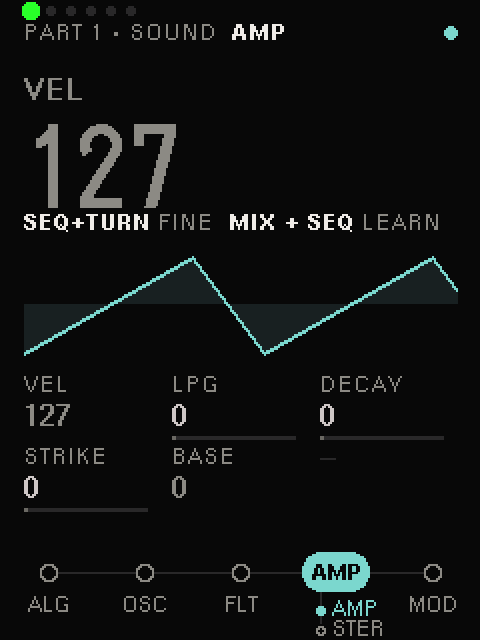 PART 1 · SOUND AMP
VEL
127
SEQ+TURN FINE MIX + SEQ LEARN
VEL LPG DECAY
127 0 0
STRIKE BASE —
0 0
AMP
ALG OSC FLT AMP MOD
STER